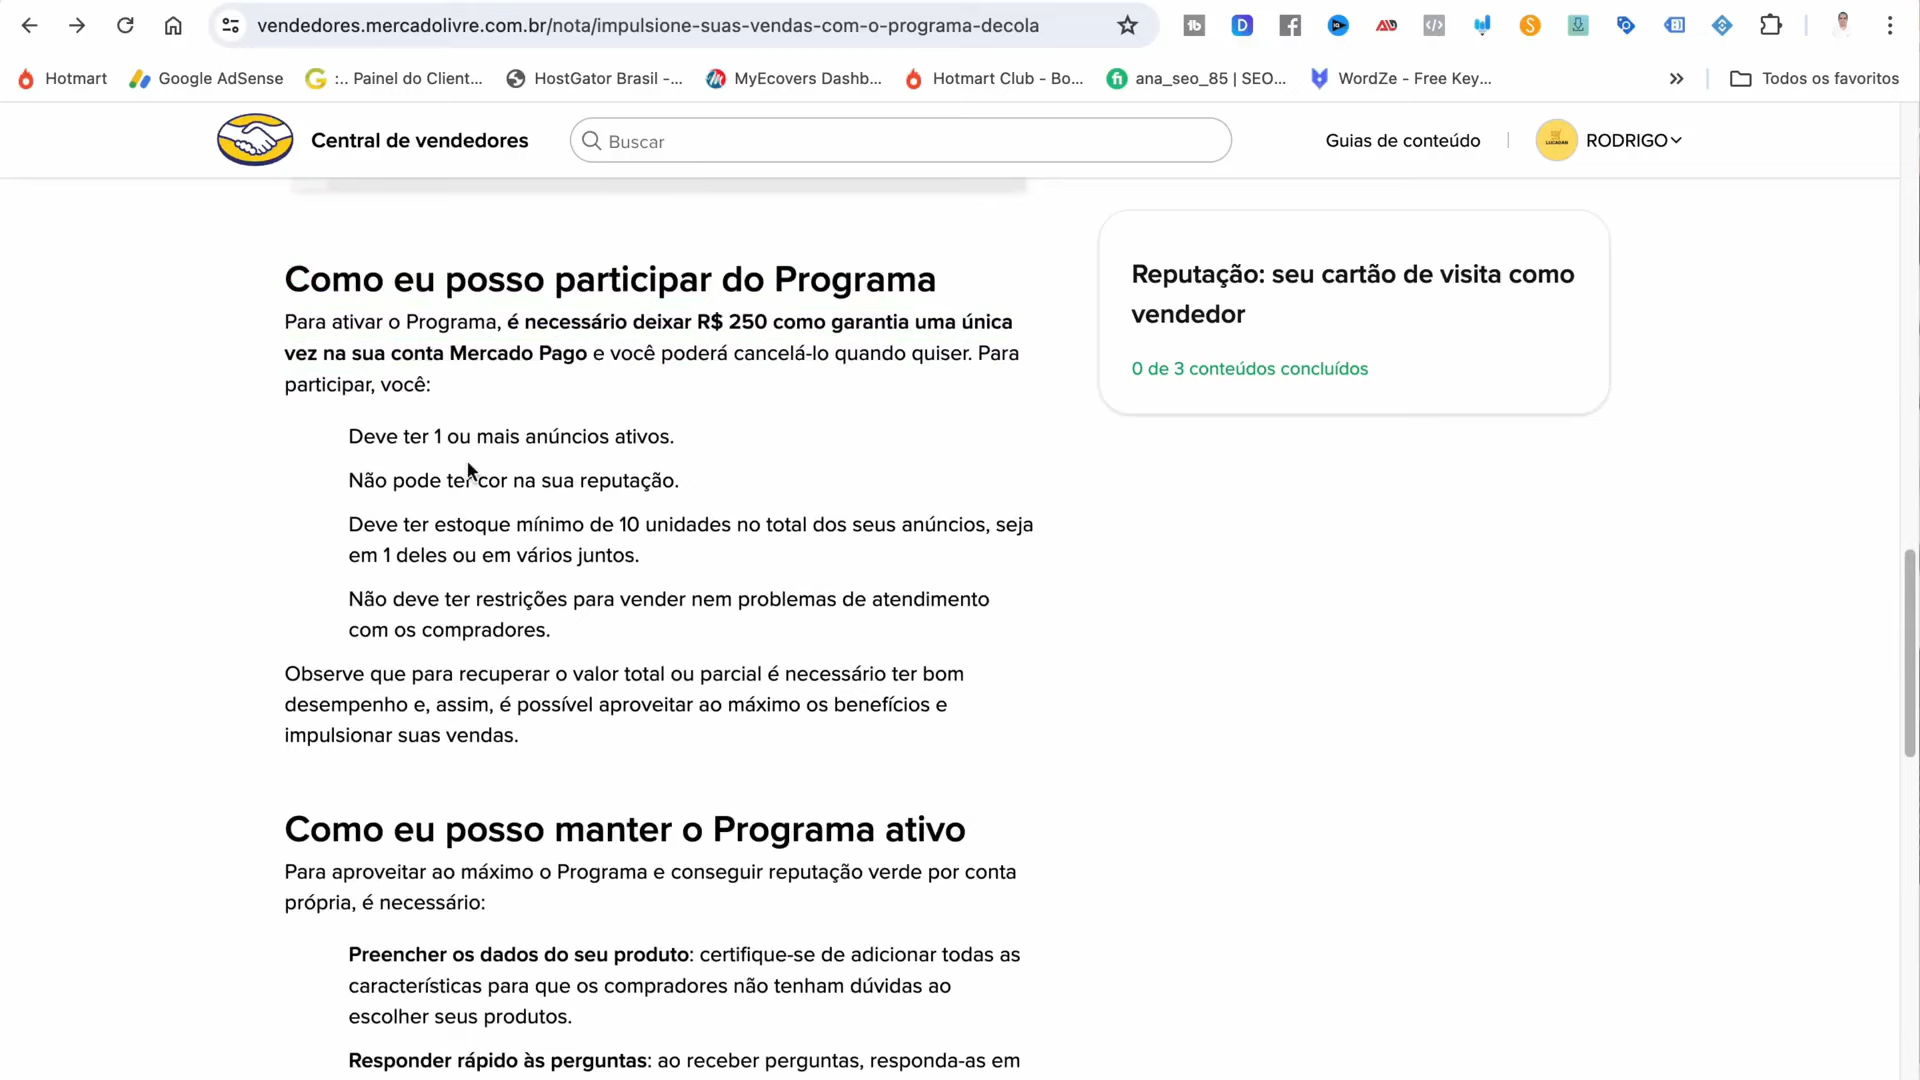 vendedores.mercadolivre.com.br/nota/impulsione-suas-vendas-com-o-programa-decola
Hotmart
Google AdSense
:.. Painel do Client...
HostGator Brasil -...
MyEcovers Dashb...
Hotmart Club - Bo...
ana_seo_85 | SEO...
WordZe - Free Key...
Todos os favoritos
Central de vendedores
Buscar
Guias de conteúdo
RODRIGO
Como eu posso participar do Programa
Para ativar o Programa, é necessário deixar R$ 250 como garantia uma única
vez na sua conta Mercado Pago e você poderá cancelá-lo quando quiser. Para
participar, você:
Deve ter 1 ou mais anúncios ativos.
Não pode ter cor na sua reputação.
Deve ter estoque mínimo de 10 unidades no total dos seus anúncios, seja
em 1 deles ou em vários juntos.
Não deve ter restrições para vender nem problemas de atendimento
com os compradores.
Observe que para recuperar o valor total ou parcial é necessário ter bom
desempenho e, assim, é possível aproveitar ao máximo os benefícios e
impulsionar suas vendas.
Reputação: seu cartão de visita como
vendedor
0 de 3 conteúdos concluídos
Como eu posso manter o Programa ativo
Para aproveitar ao máximo o Programa e conseguir reputação verde por conta
própria, é necessário:
Preencher os dados do seu produto: certifique-se de adicionar todas as
características para que os compradores não tenham dúvidas ao
escolher seus produtos.
Responder rápido às perguntas: ao receber perguntas, responda-as em